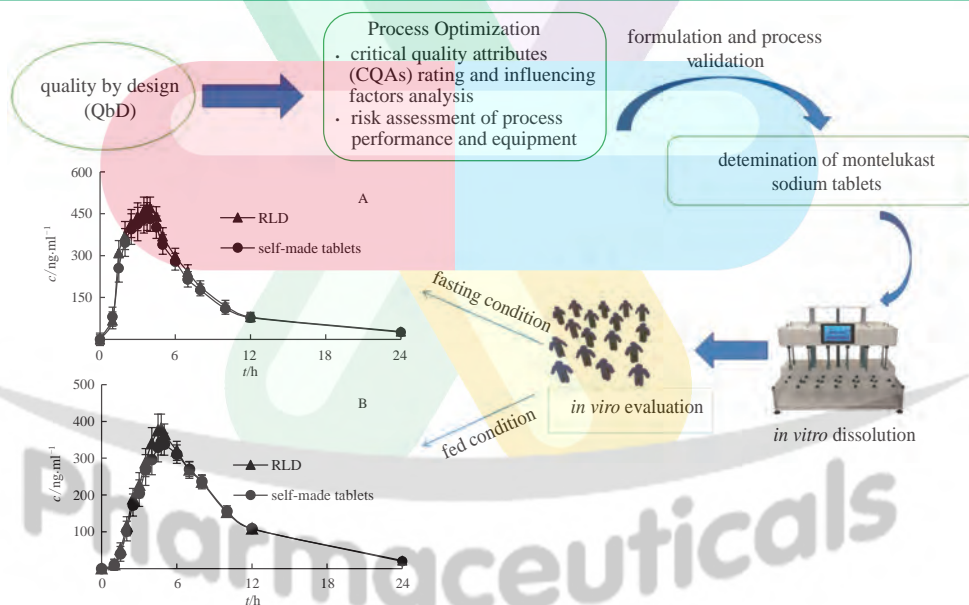 quality by design
(QbD)
Process Optimization
· critical quality attributes
(CQAs) rating and influencing
factors analysis
· risk assessment of process
performance and equipment
formulation and process
validation
detemination of montelukast
sodium tablets
in vitro dissolution
in viro evaluation
fasting condition
fed condition
A
600
450
300
150
0
6
12
18
24
c/ng·ml⁻¹
t/h
RLD
self-made tablets
B
500
400
300
200
100
0
6
12
18
24
c/ng·ml⁻¹
t/h
RLD
self-made tablets
Pharmaceuticals